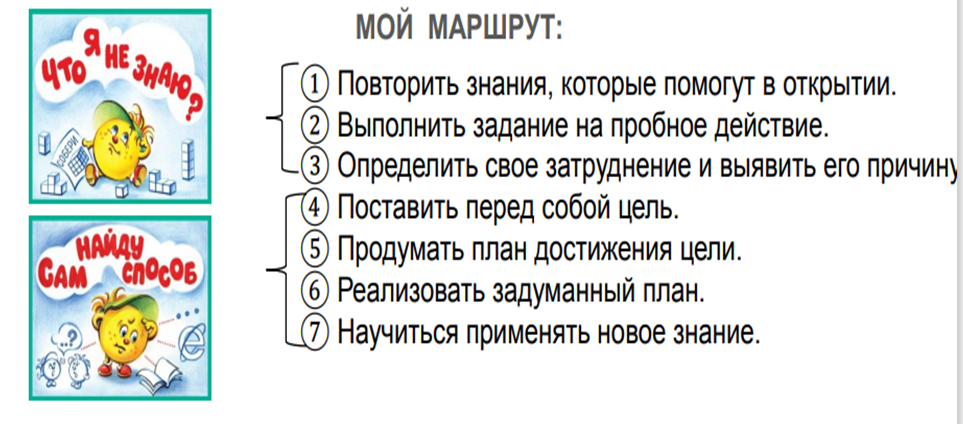 МОЙ МАРШРУТ:
ЧТО Я НЕ ЗНАЮ?
СОБЕРИ
① Повторить знания, которые помогут в открытии.
② Выполнить задание на пробное действие.
③ Определить свое затруднение и выявить его причину
НАЙДУ
САМ СПОСОБ
...?
...
④ Поставить перед собой цель.
⑤ Продумать план достижения цели.
⑥ Реализовать задуманный план.
⑦ Научиться применять новое знание.